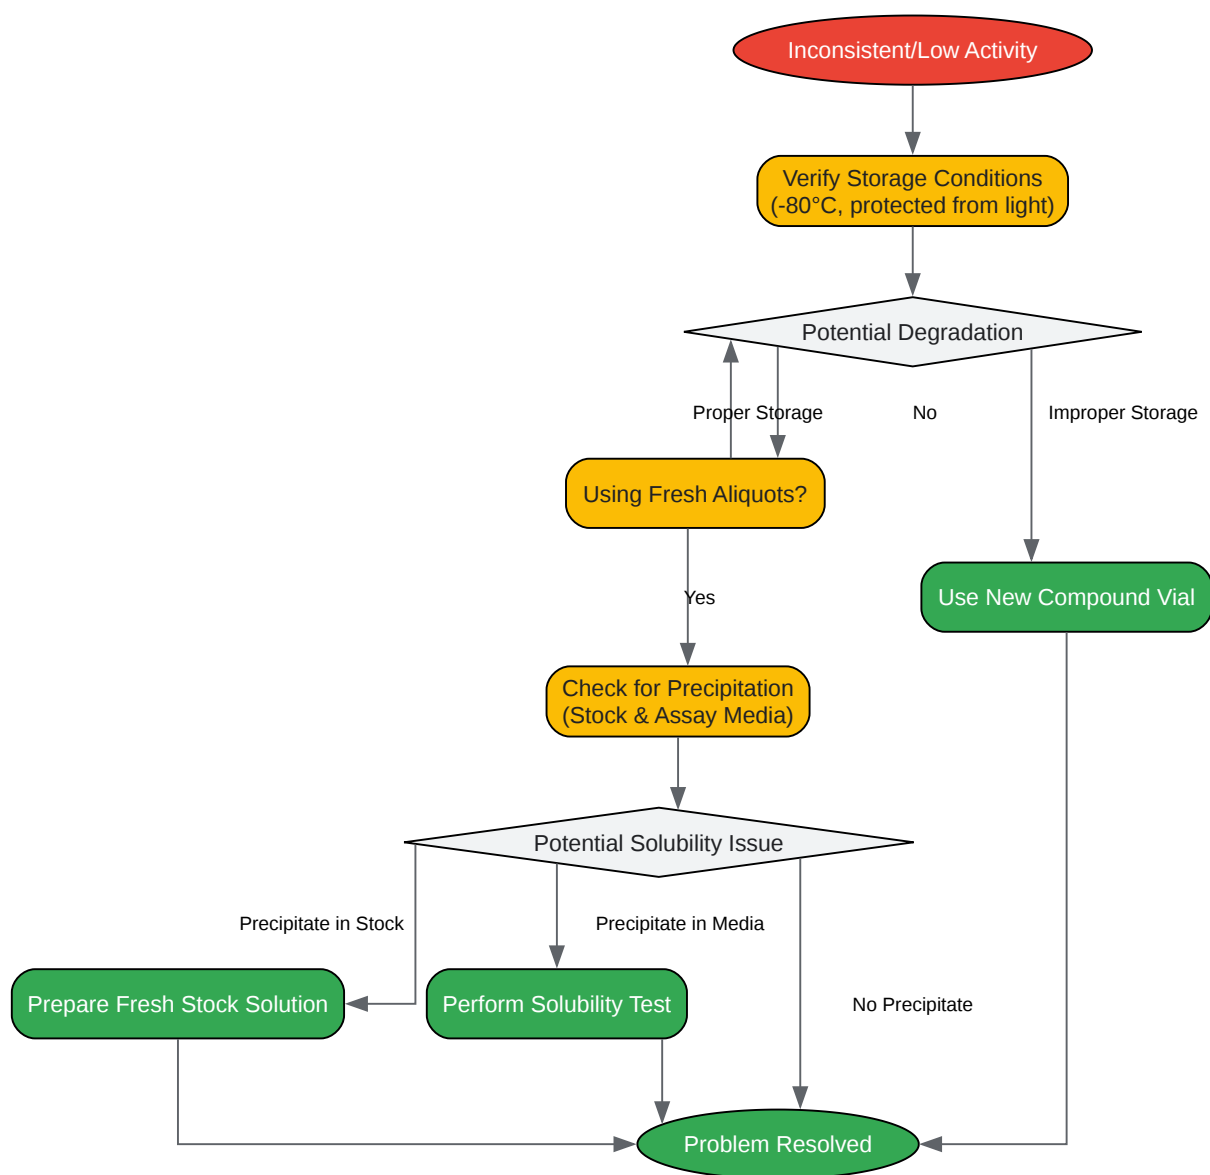 Inconsistent/Low Activity
Verify Storage Conditions
(-80°C, protected from light)
Potential Degradation
Proper Storage
No
Improper Storage
Using Fresh Aliquots?
Yes
Use New Compound Vial
Check for Precipitation
(Stock & Assay Media)
Potential Solubility Issue
Precipitate in Stock
Precipitate in Media
Prepare Fresh Stock Solution
Perform Solubility Test
No Precipitate
Problem Resolved